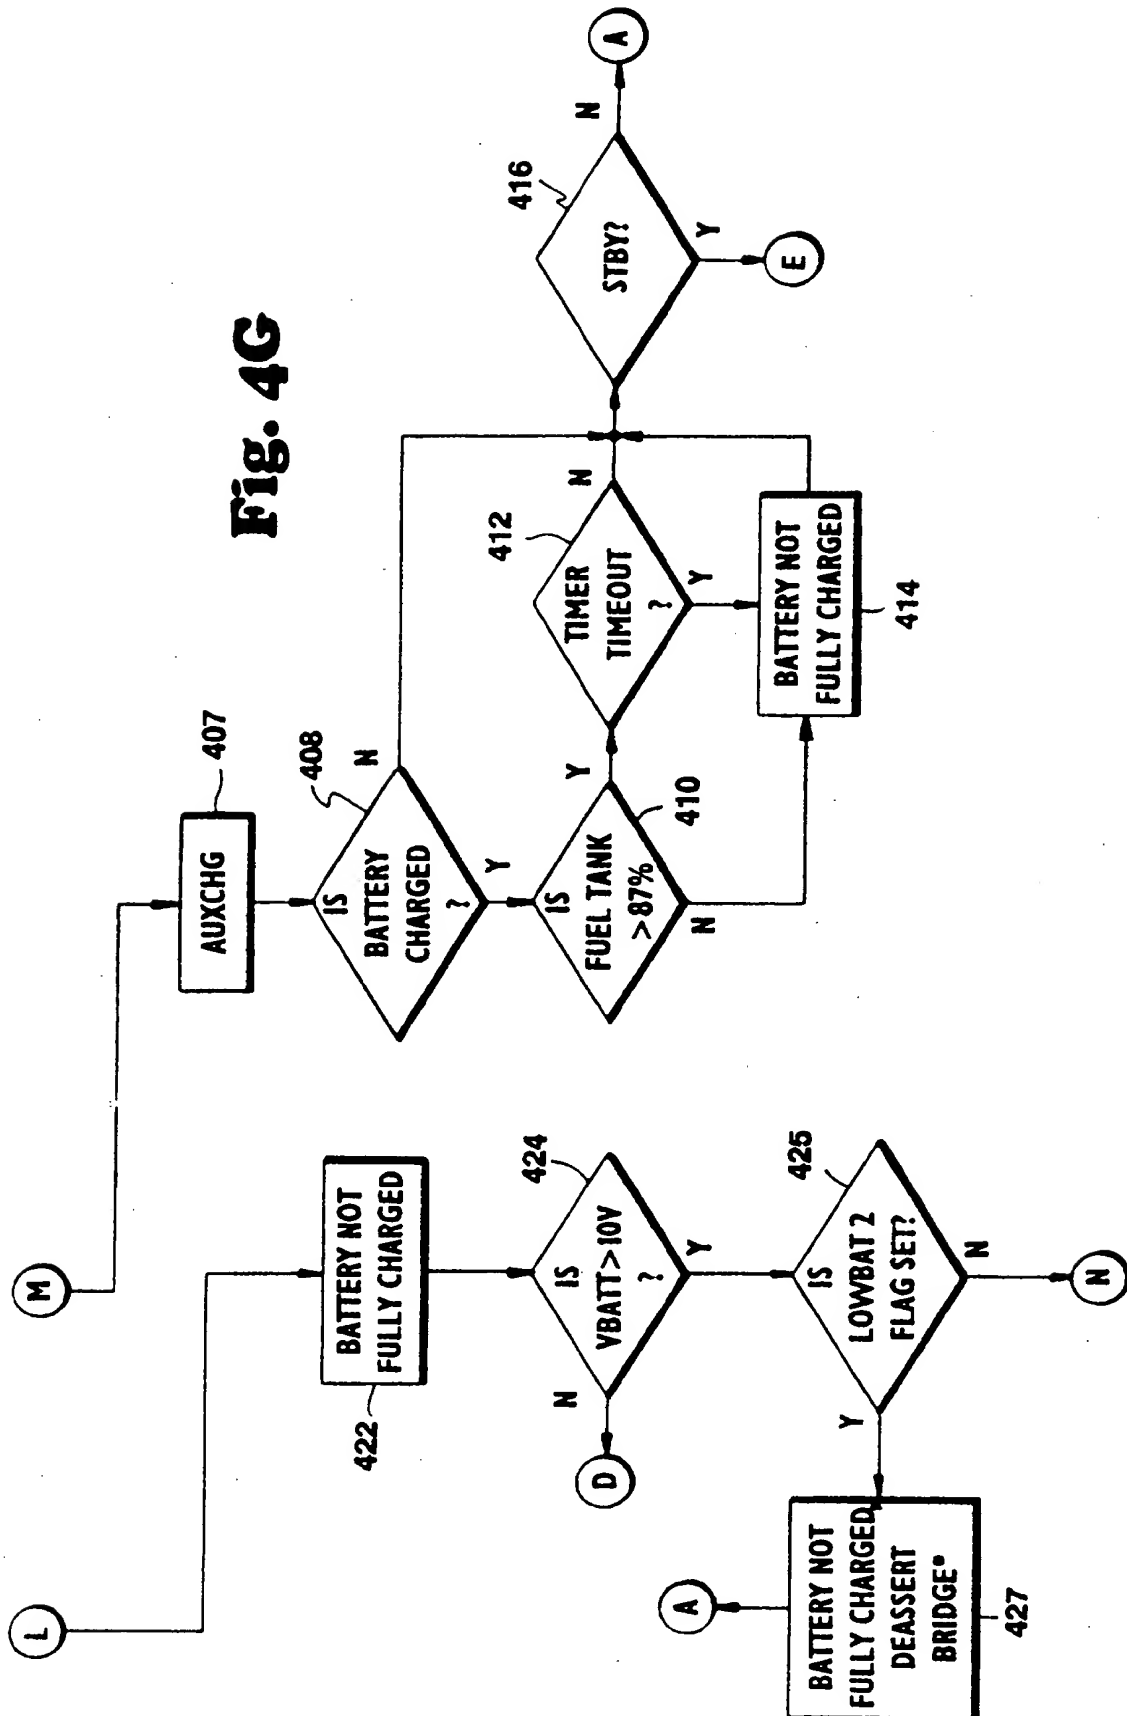 Fig. 4G
L
M
BATTERY NOT
FULLY CHARGED
422
IS
VBATT>10V
?
424
N
D
Y
IS
LOWBAT 2
FLAG SET?
425
Y
N
N
BATTERY NOT
FULLY CHARGED,
DEASSERT
BRIDGE*
427
A
AUXCHG
407
IS
BATTERY
CHARGED
?
408
N
Y
IS
FUEL TANK
>87%
410
Y
N
TIMER
TIMEOUT
?
412
N
Y
BATTERY NOT
FULLY CHARGED
414
STBY?
416
N
A
Y
E